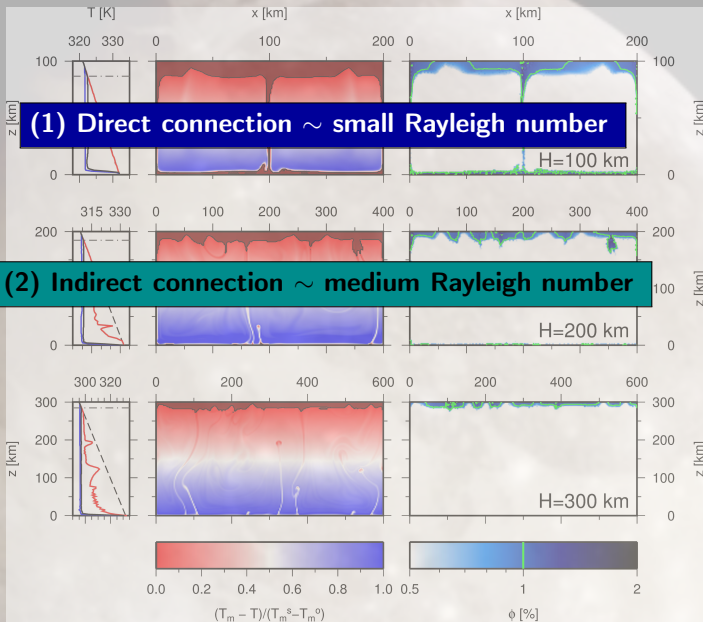 T [K] x [km] x [km]
320 330 0 100 200 0 100 200
100 100
z [km] z [km]
(1) Direct connection ∼ small Rayleigh number
H=100 km
0 0
315 330 0 100 200 300 400 0 100 200 300 400
200 200
(2) Indirect connection ∼ medium Rayleigh number
100
z [km]
H=200 km
0 0
300 320 0 200 400 600 0 200 400 600
300 300
200 200
z [km] z [km]
100 100
H=300 km
0 0
0.0 0.2 0.4 0.6 0.8 1.0 0.5 1 2
(Tₘ − T)/(Tₘˢ−Tₘ⁰) ϕ [%]